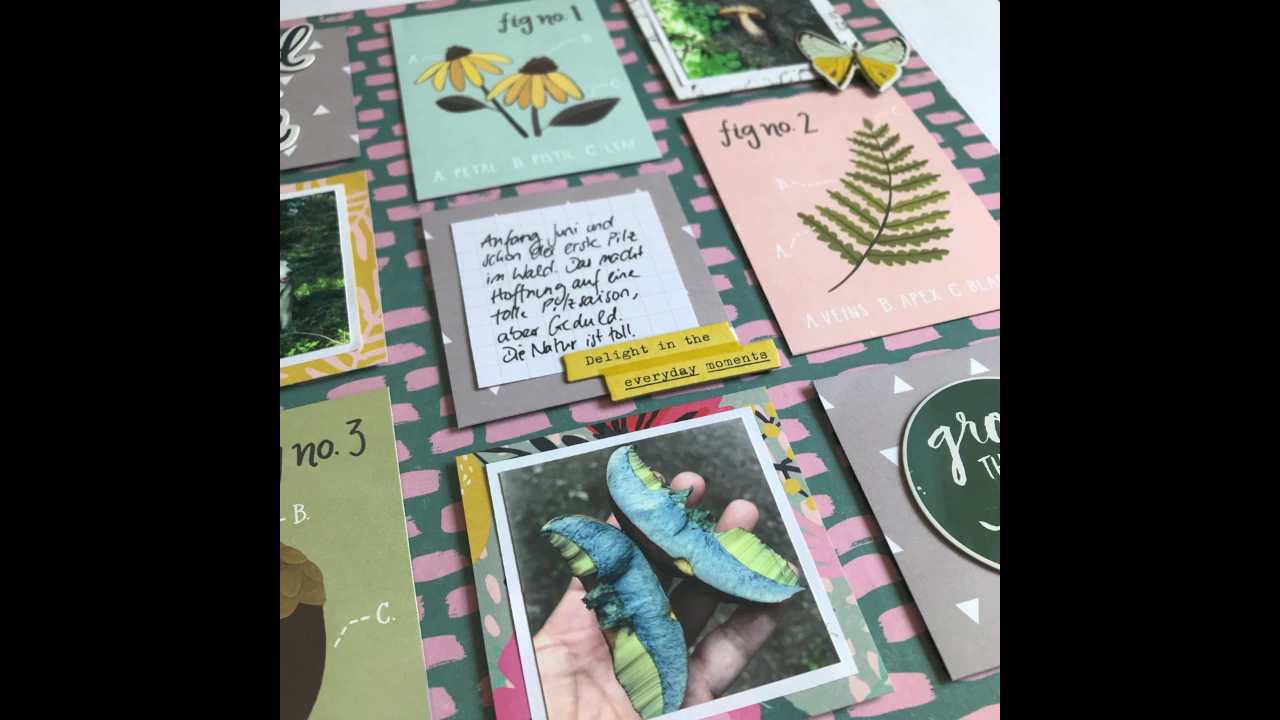 fig no. 1
A
B
C
A. PETAL B. PISTIL C. LEAF
fig no. 2
B.
A.
A. VEINS B. APEX C. BLA
Anfang Juni und
schon der erste Pilz
im Wald. Das macht
Hoffnung auf eine
tolle Pilzsaison,
aber Geduld.
Die Natur ist toll.
Delight in the
everyday moments
no. 3
B.
C.
gro
TH